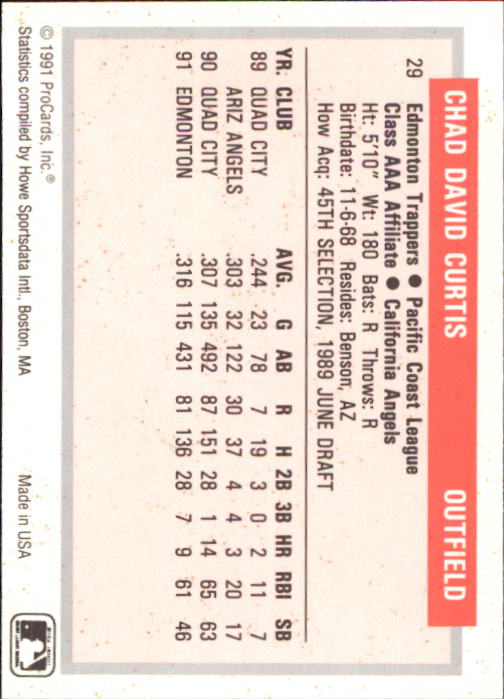 CHAD DAVID CURTIS OUTFIELD
29 Edmonton Trappers ● Pacific Coast League
Class AAA Affiliate ● California Angels
Ht: 5'10" Wt: 180 Bats: R Throws: R
Birthdate: 11-6-68 Resides: Benson, AZ
How Acq: 45TH SELECTION, 1989 JUNE DRAFT
YR. CLUB AVG. G AB R H 2B 3B HR RBI SB
89 QUAD CITY .244 23 78 7 19 3 0 2 11 7
ARIZ ANGELS .303 32 122 30 37 4 4 3 20 17
90 QUAD CITY .307 135 492 87 151 28 1 14 65 63
91 EDMONTON .316 115 431 81 136 28 7 9 61 46
© 1991 ProCards, Inc.®
Statistics compiled by Howe Sportsdata Intl., Boston, MA Made in USA